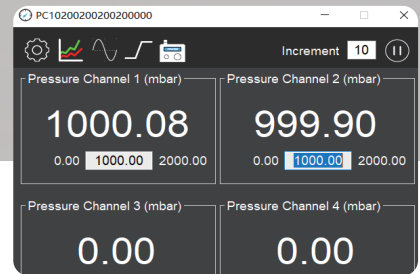 PC10200200200200000
Increment 10
Pressure Channel 1 (mbar)
1000.08
0.00 1000.00 2000.00
Pressure Channel 2 (mbar)
999.90
0.00 1000.00 2000.00
Pressure Channel 3 (mbar)
0.00
Pressure Channel 4 (mbar)
0.00